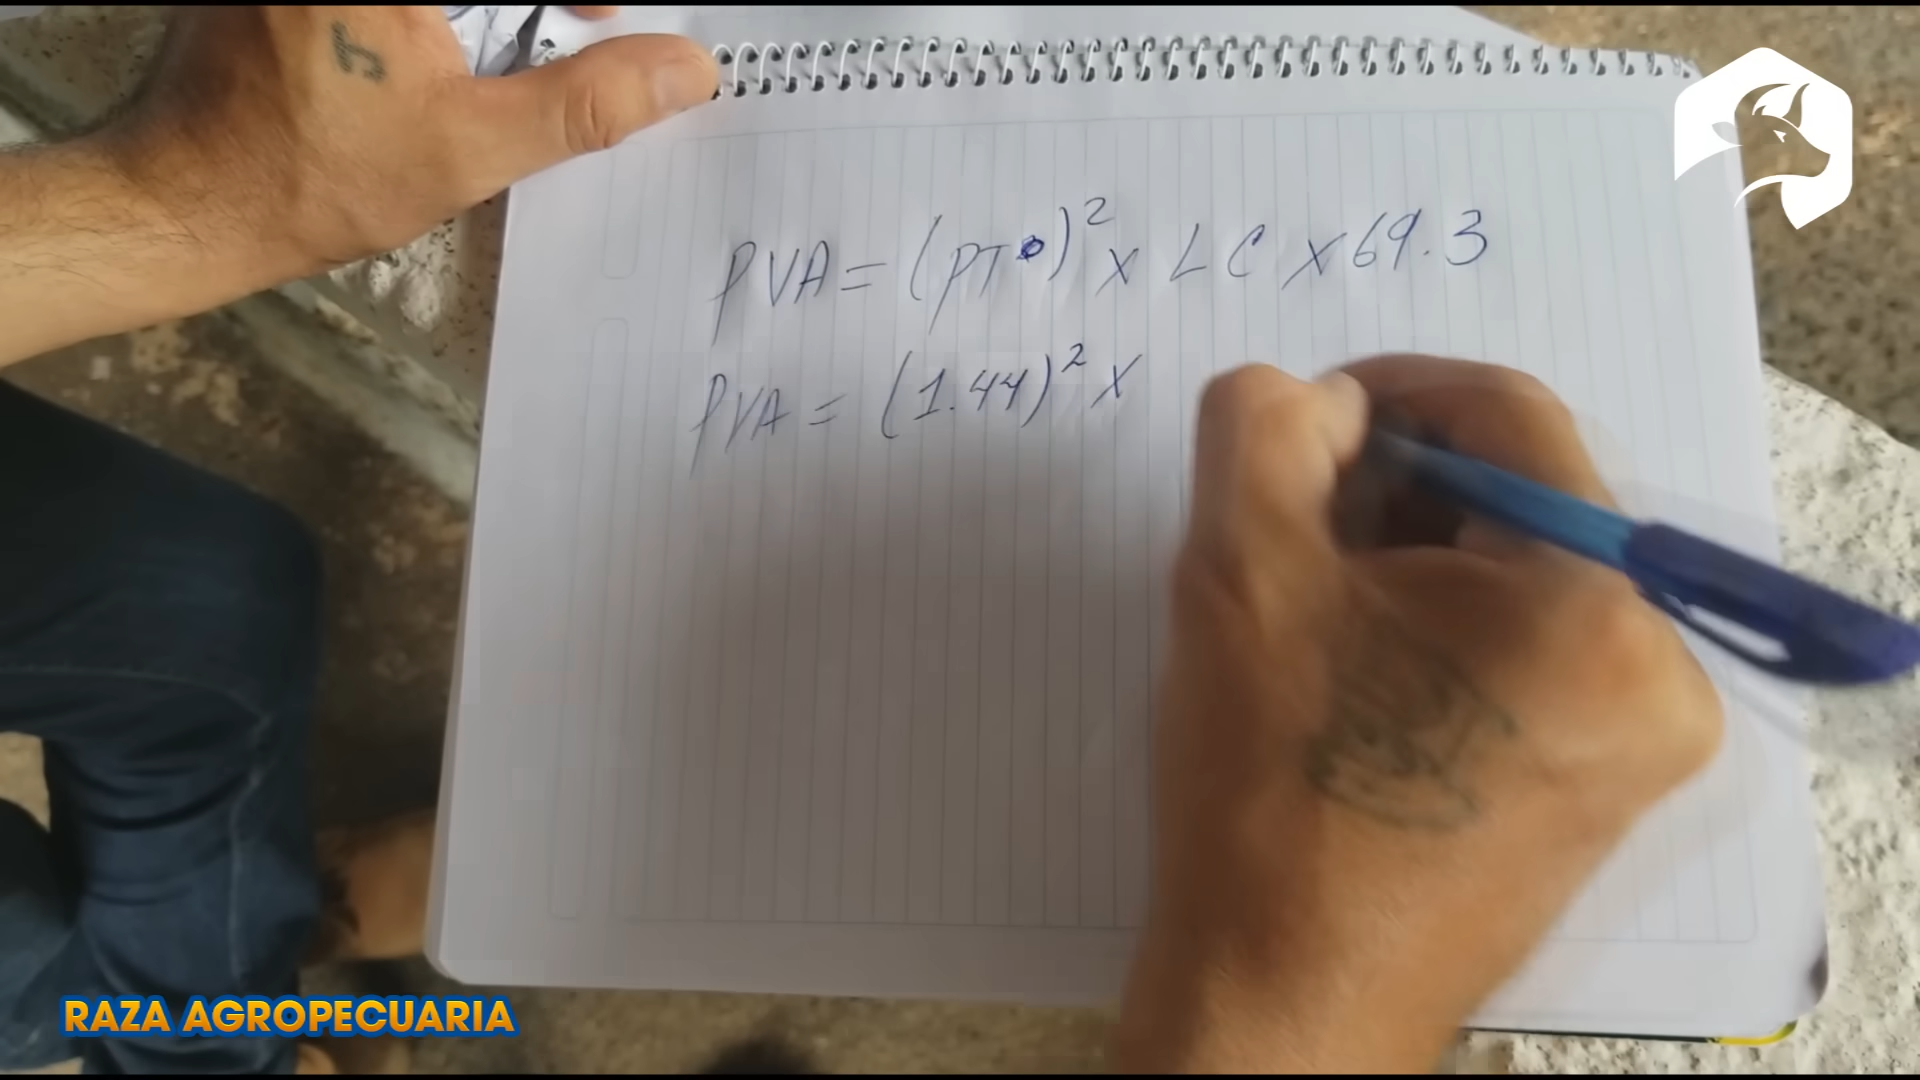 PVA = (PT)² x LC x 69.3
PVA = (1.44)² x
RAZA AGROPECUARIA